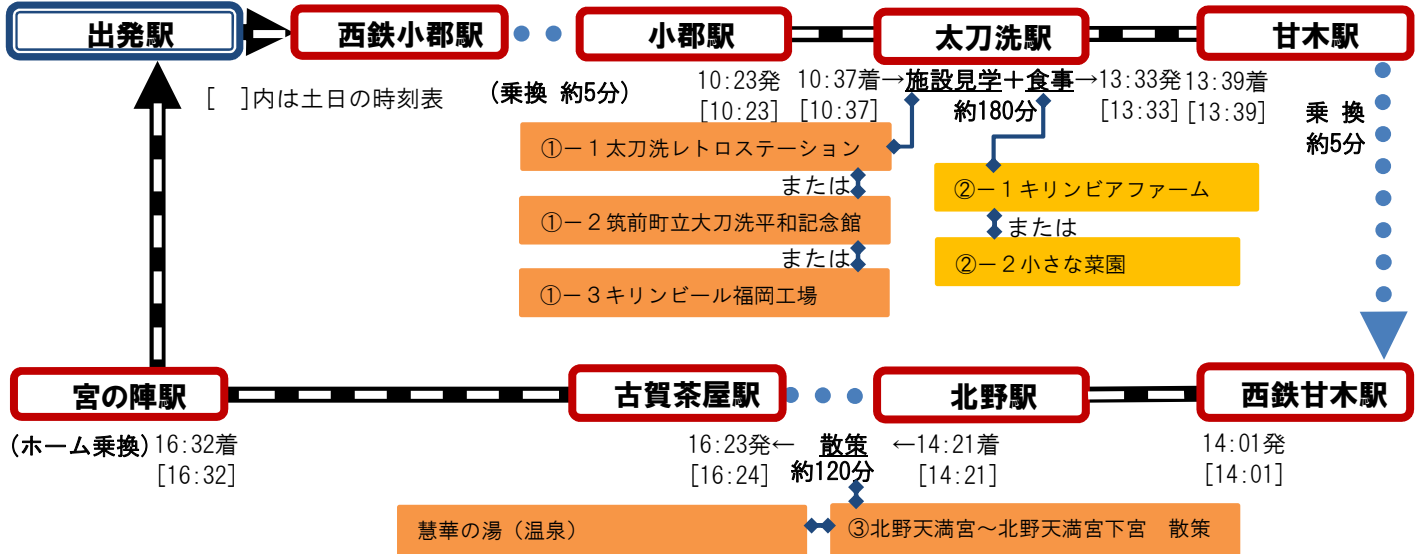 出発駅
西鉄小郡駅
小郡駅
太刀洗駅
甘木駅
[　]内は土日の時刻表
(乗換 約5分)
10:23発
[10:23]
10:37着
[10:37]
→施設見学＋食事→
約180分
13:33発
[13:33]
13:39着
[13:39]
乗 換
約5分
①－１太刀洗レトロステーション
または
①－２筑前町立大刀洗平和記念館
または
①－３キリンビール福岡工場
②－１キリンビアファーム
または
②－２小さな菜園
宮の陣駅
古賀茶屋駅
北野駅
西鉄甘木駅
(ホーム乗換)
16:32着
[16:32]
16:23発
[16:24]
←散策
約120分
←14:21着
[14:21]
14:01発
[14:01]
慧華の湯（温泉）
③北野天満宮～北野天満宮下宮　散策